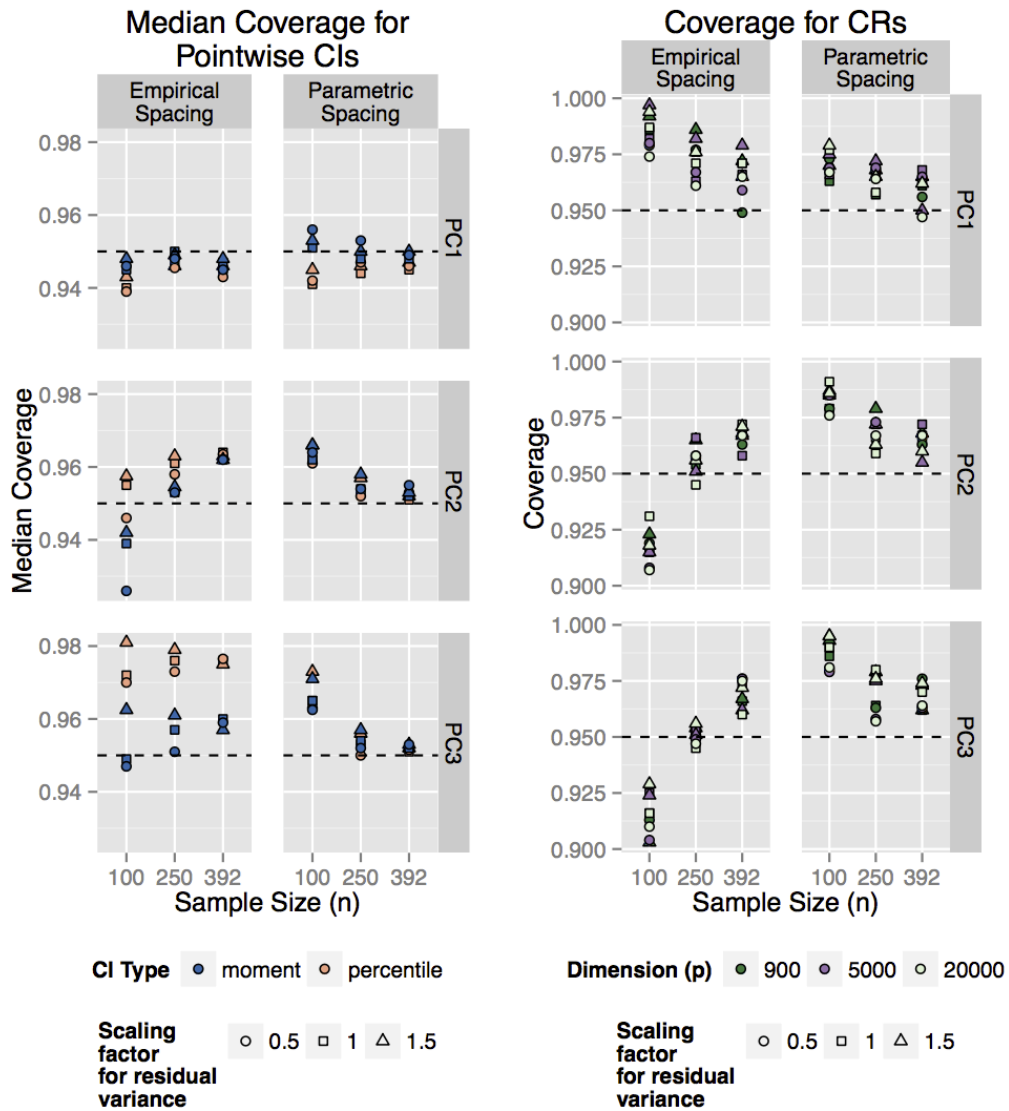 Median Coverage for
Pointwise CIs
Empirical
Spacing
Parametric
Spacing
0.98
0.96
0.94
PC1
0.98
0.96
0.94
PC2
0.98
0.96
0.94
PC3
Median Coverage
100 250 392
100 250 392
Sample Size (n)
CI Type moment percentile
Scaling
factor
for residual
variance
0.5 1 1.5
Coverage for CRs
Empirical
Spacing
Parametric
Spacing
1.000
0.975
0.950
0.925
0.900
PC1
1.000
0.975
0.950
0.925
0.900
PC2
1.000
0.975
0.950
0.925
0.900
PC3
Coverage
100 250 392
100 250 392
Sample Size (n)
Dimension (p) 900 5000 20000
Scaling
factor
for residual
variance
0.5 1 1.5